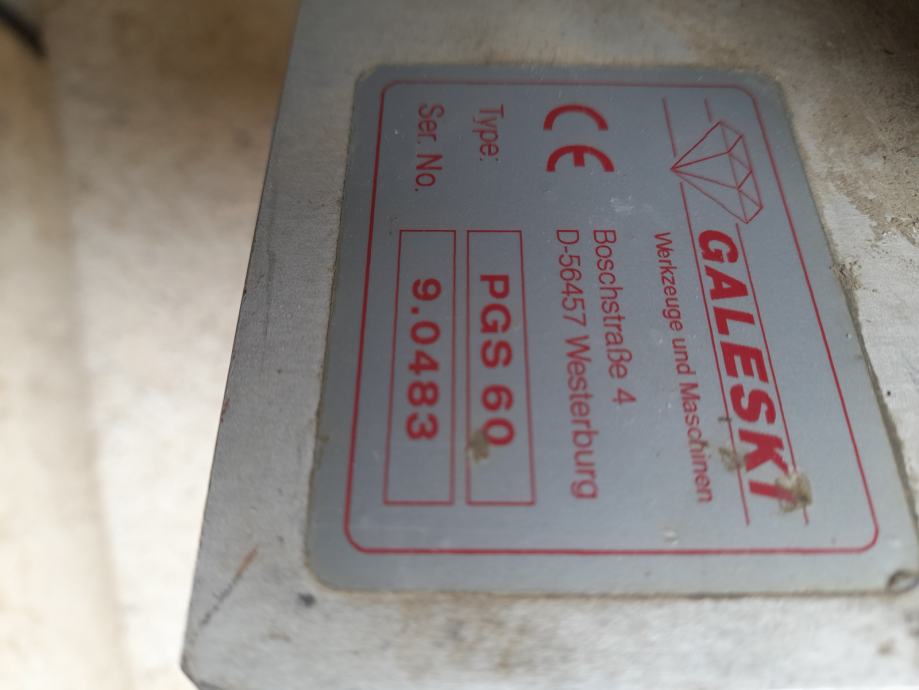 GALESKI
Werkzeuge und Maschinen
CE
Boschstraße 4
D-56457 Westerburg
Type: PGS 60
Ser. No. 9.0483